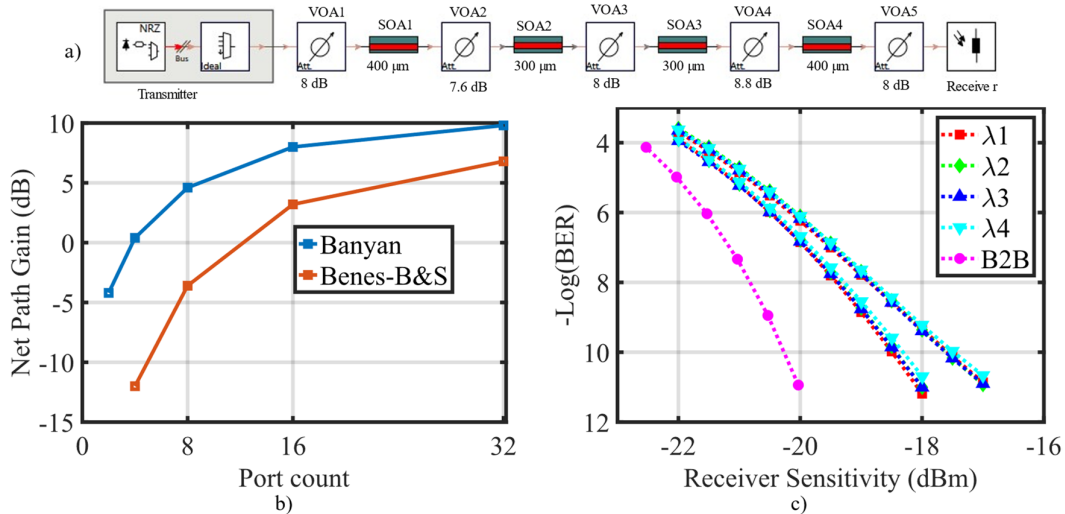 VOA1 VOA2 VOA3 VOA4 VOA5
NRZ SOA1 SOA2 SOA3 SOA4
a)
Bus Ideal Att. Att. Att. Att. Att.
400 μm 300 μm 300 μm 400 μm
Transmitter 8 dB 7.6 dB 8 dB 8.8 dB 8 dB Receive r
Net Path Gain (dB)
10
5
0
-5
-10
-15
0 8 16 32
Port count
Banyan
Benes-B&S
b)
-Log(BER)
4
6
8
10
12
-22 -20 -18 -16
Receiver Sensitivity (dBm)
λ1
λ2
λ3
λ4
B2B
c)